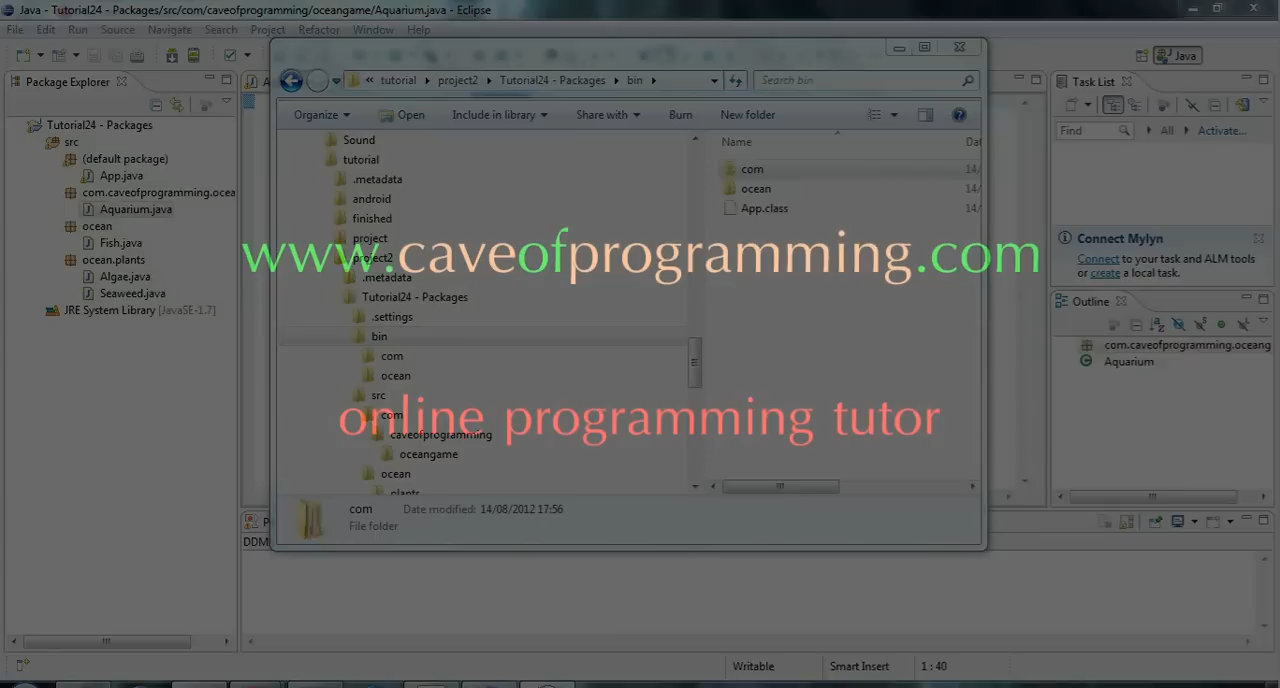 Java - Tutorial24 - Packages/src/com/caveofprogramming/oceangame/Aquarium.java - Eclipse
File Edit Run Source Navigate Search Project Refactor Window Help
Java
Package Explorer
Tutorial24 - Packages
src
(default package)
App.java
com.caveofprogramming.ocea
Aquarium.java
ocean
Fish.java
ocean.plants
Algae.java
Seaweed.java
JRE System Library [JavaSE-1.7]
« tutorial project2 Tutorial24 - Packages bin
Search bin
Organize Open Include in library Share with Burn New folder
Sound
tutorial
.metadata
android
finished
project
project2
.metadata
Tutorial24 - Packages
.settings
bin
com
ocean
src
com
caveofprogramming
oceangame
ocean
plants
Name Dat
com 14/
ocean 14/
App.class 14/
com Date modified: 14/08/2012 17:56
File folder
www.caveofprogramming.com
online programming tutor
Task List
Find All Activate...
Connect Mylyn
Connect to your task and ALM tools
or create a local task.
Outline
com.caveofprogramming.oceang
Aquarium
DDM
Writable Smart Insert 1 : 40